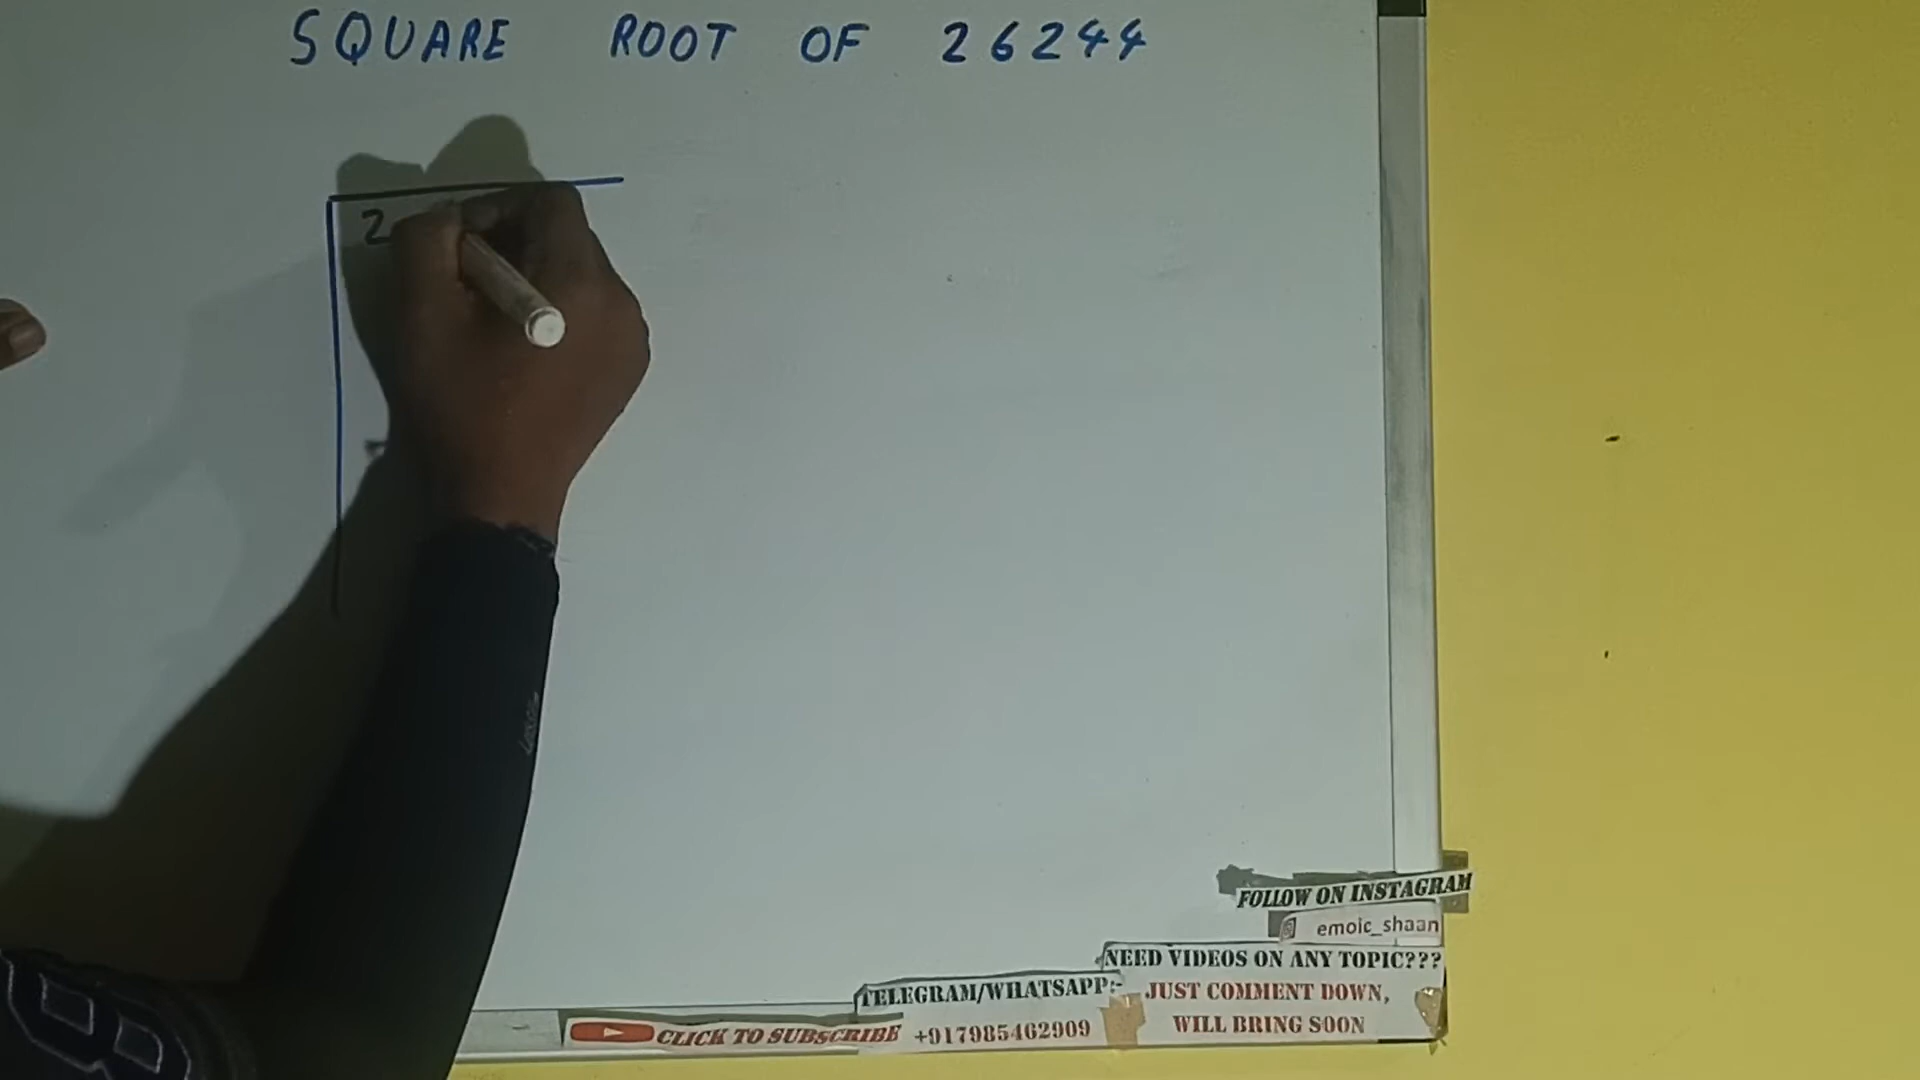 SQUARE ROOT OF 26244
2
FOLLOW ON INSTAGRAM
emoic_shaan
NEED VIDEOS ON ANY TOPIC???
TELEGRAM/WHATSAPP:- JUST COMMENT DOWN,
CLICK TO SUBSCRIBE +917985462909 WILL BRING SOON